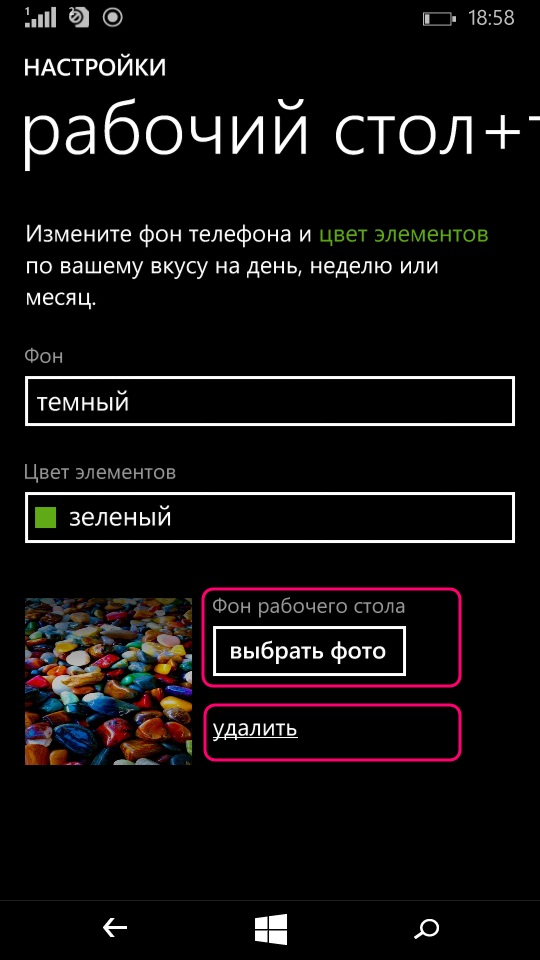 1
18:58
НАСТРОЙКИ
рабочий стол+т
Измените фон телефона и цвет элементов
по вашему вкусу на день, неделю или
месяц.
Фон
темный
Цвет элементов
зеленый
Фон рабочего стола
выбрать фото
удалить